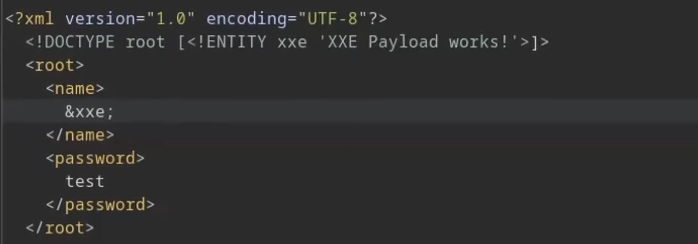 <?xml version="1.0" encoding="UTF-8"?>
<!DOCTYPE root [<!ENTITY xxe 'XXE Payload works!'>]>
<root>
<name>
&xxe;
</name>
<password>
test
</password>
</root>